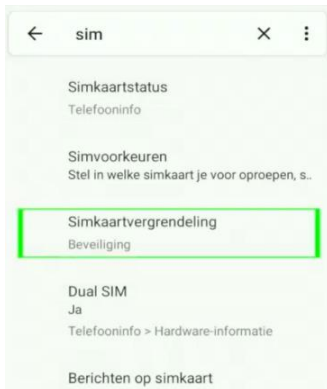 sim
Simkaartstatus
Telefooninfo
Simvoorkeuren
Stel in welke simkaart je voor oproepen, s..
Simkaartvergrendeling
Beveiliging
Dual SIM
Ja
Telefooninfo > Hardware-informatie
Berichten op simkaart